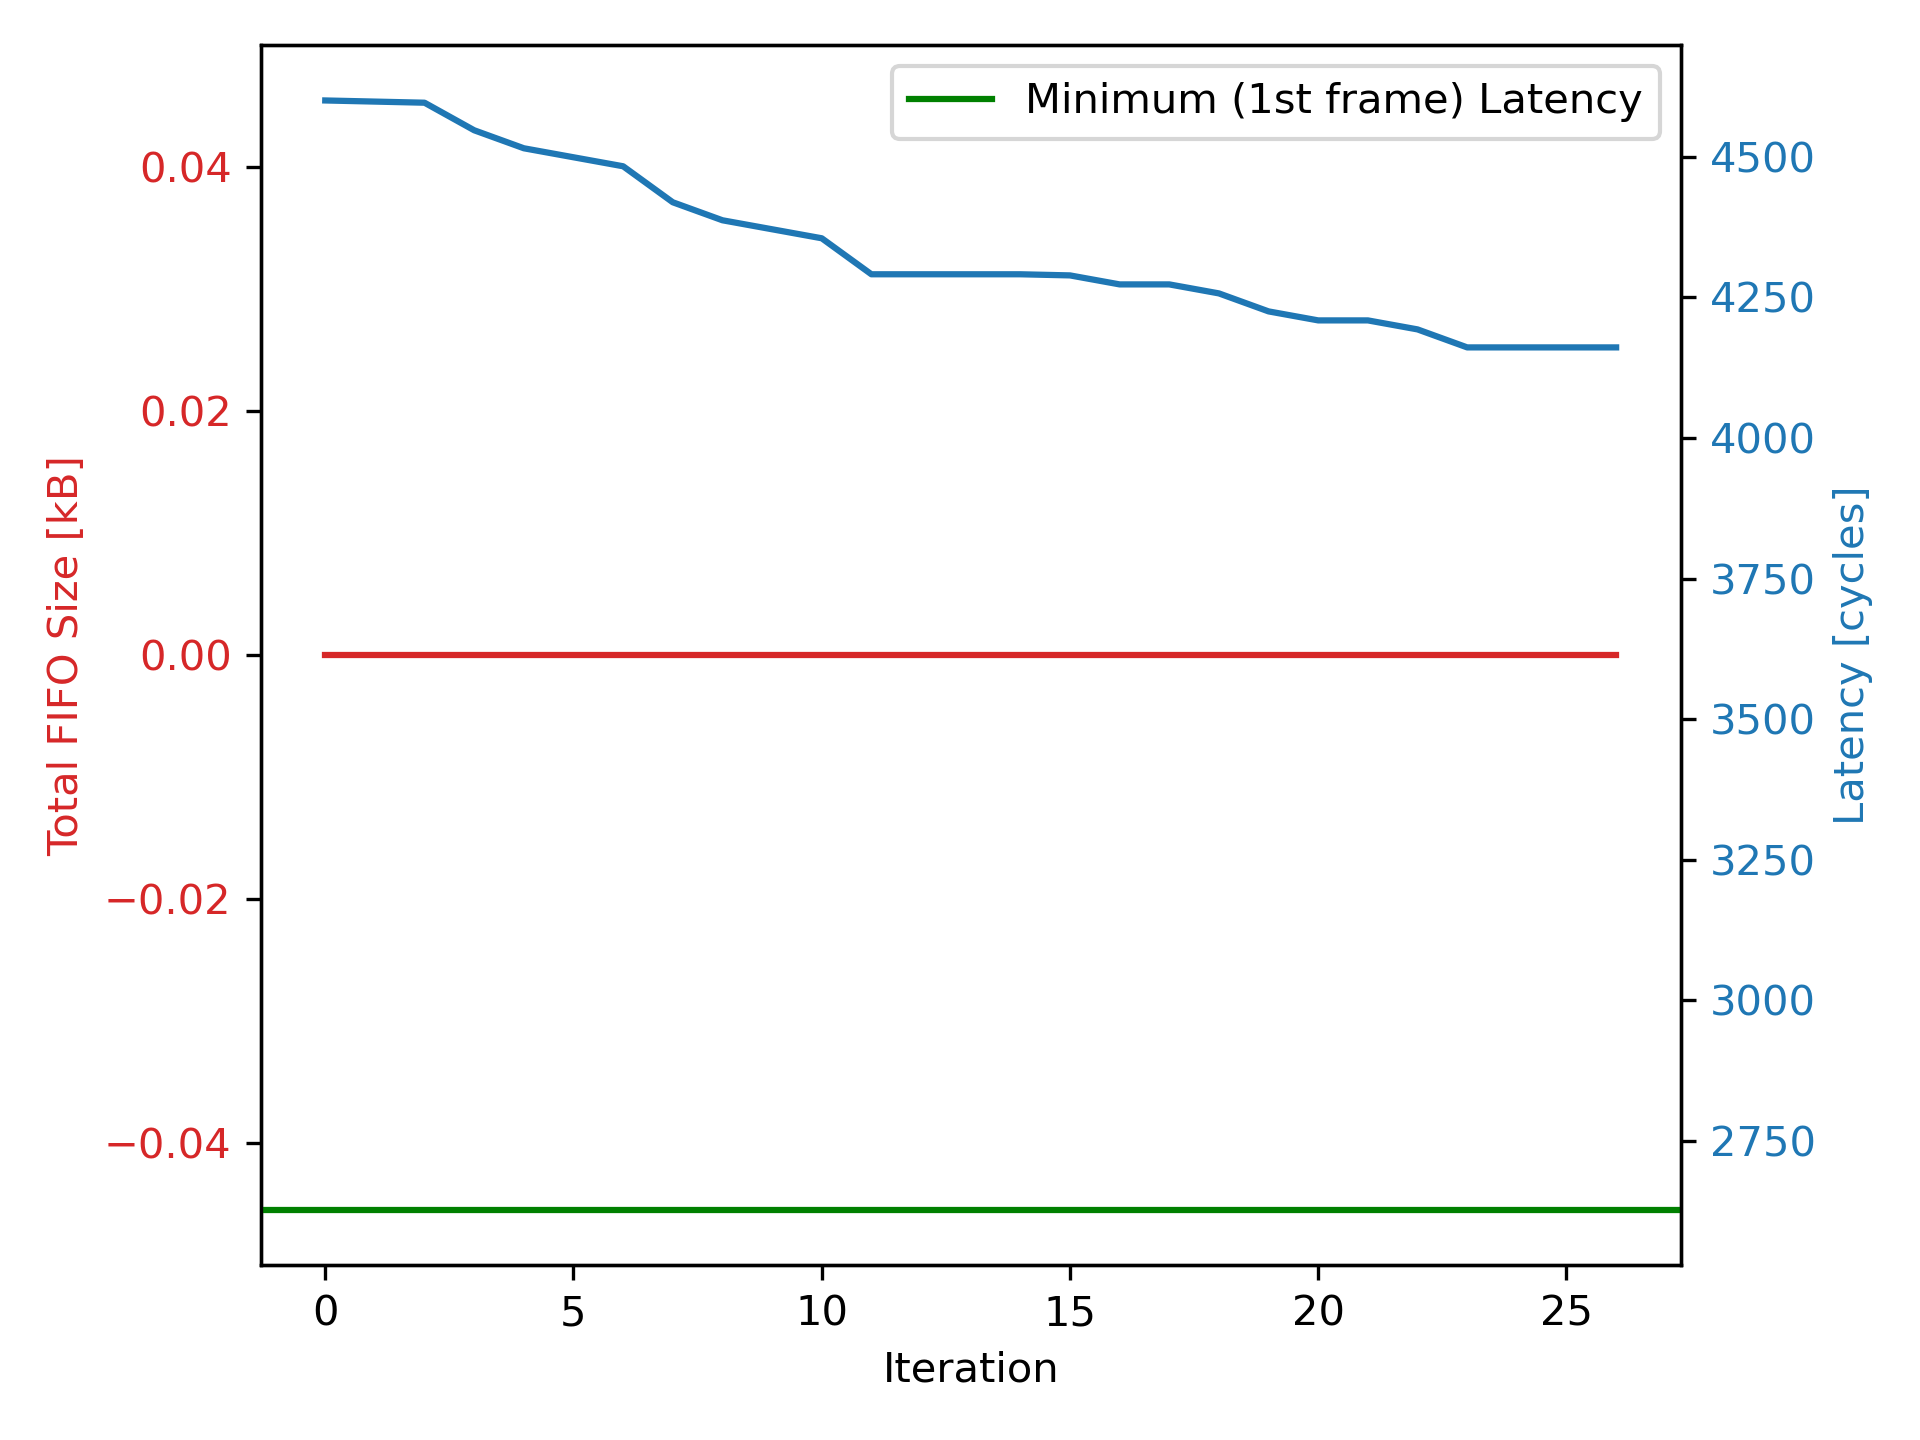 Minimum (1st frame) Latency
Total FIFO Size [kB]
0.04
0.02
0.00
−0.02
−0.04
4500
4250
4000
3750
3500
3250
3000
2750
Latency [cycles]
0 5 10 15 20 25
Iteration